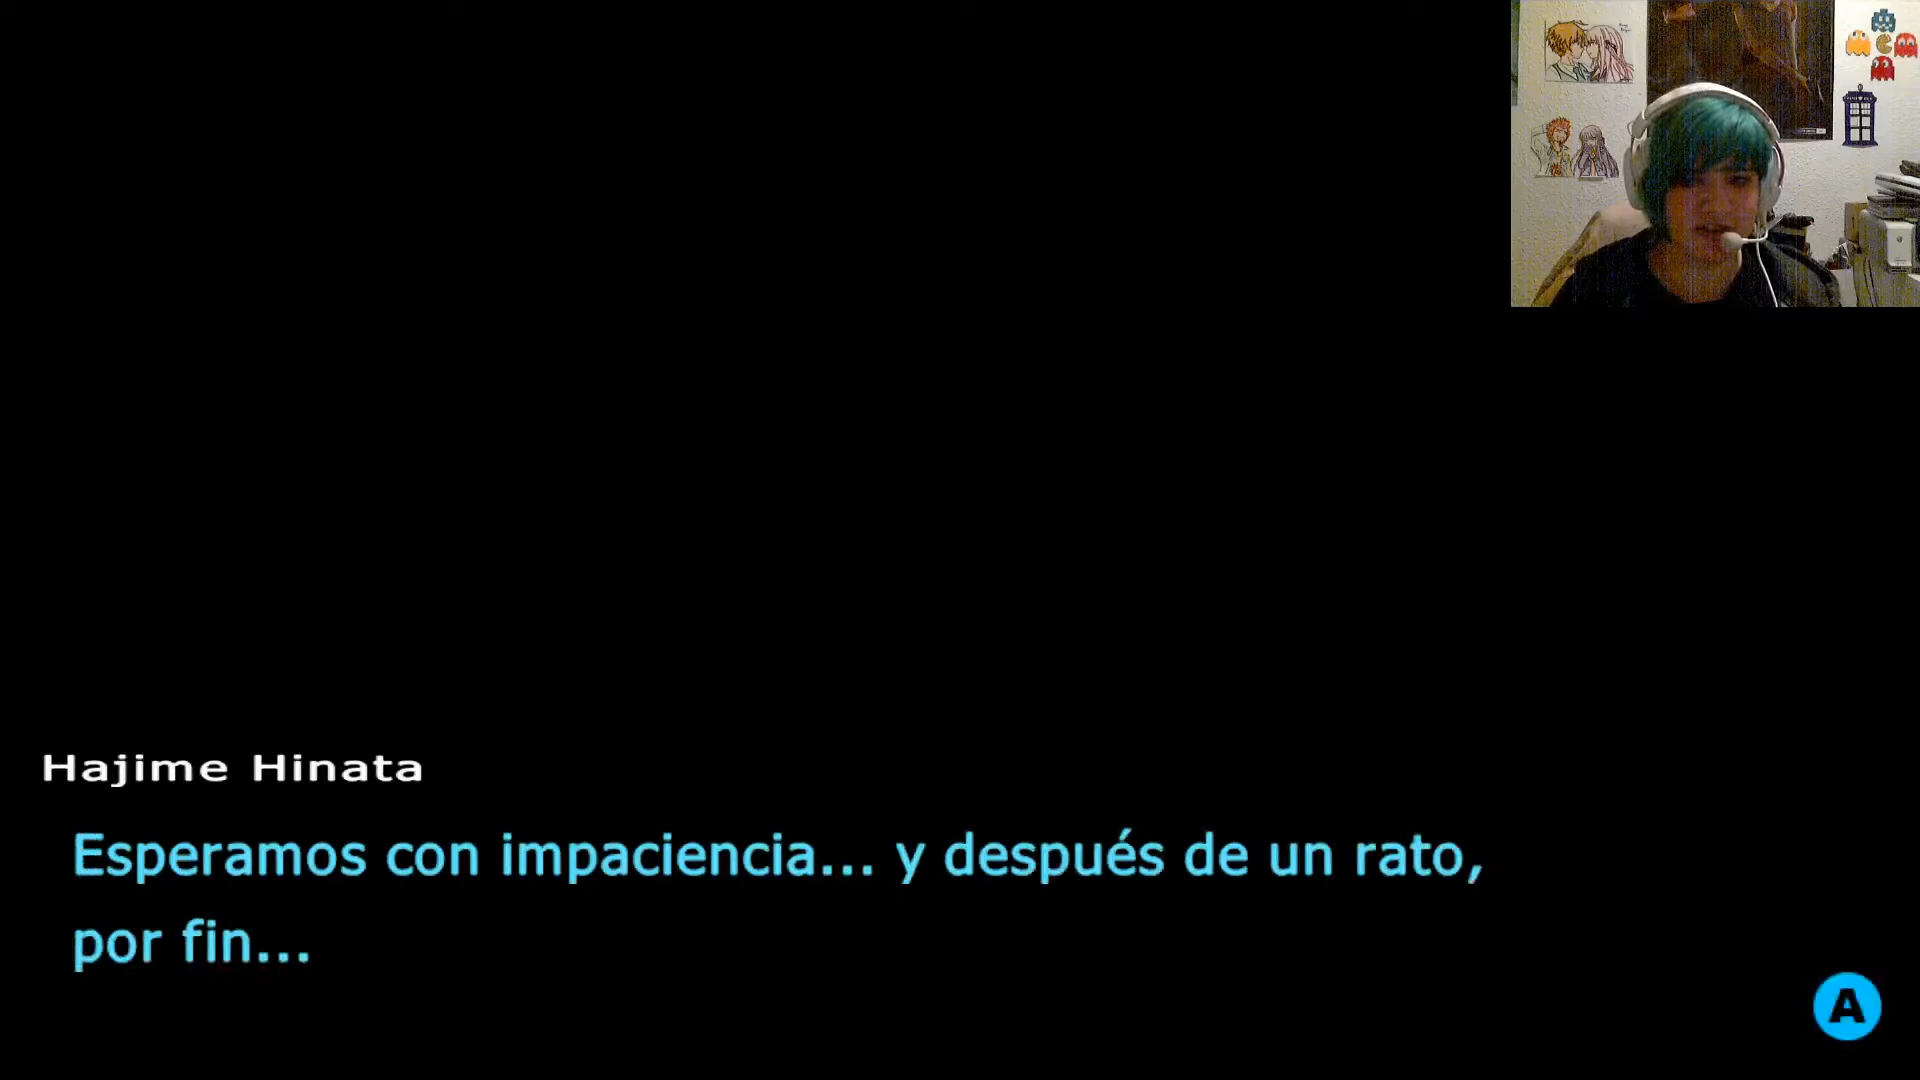 Hajime Hinata
Esperamos con impaciencia... y después de un rato,
por fin...
A